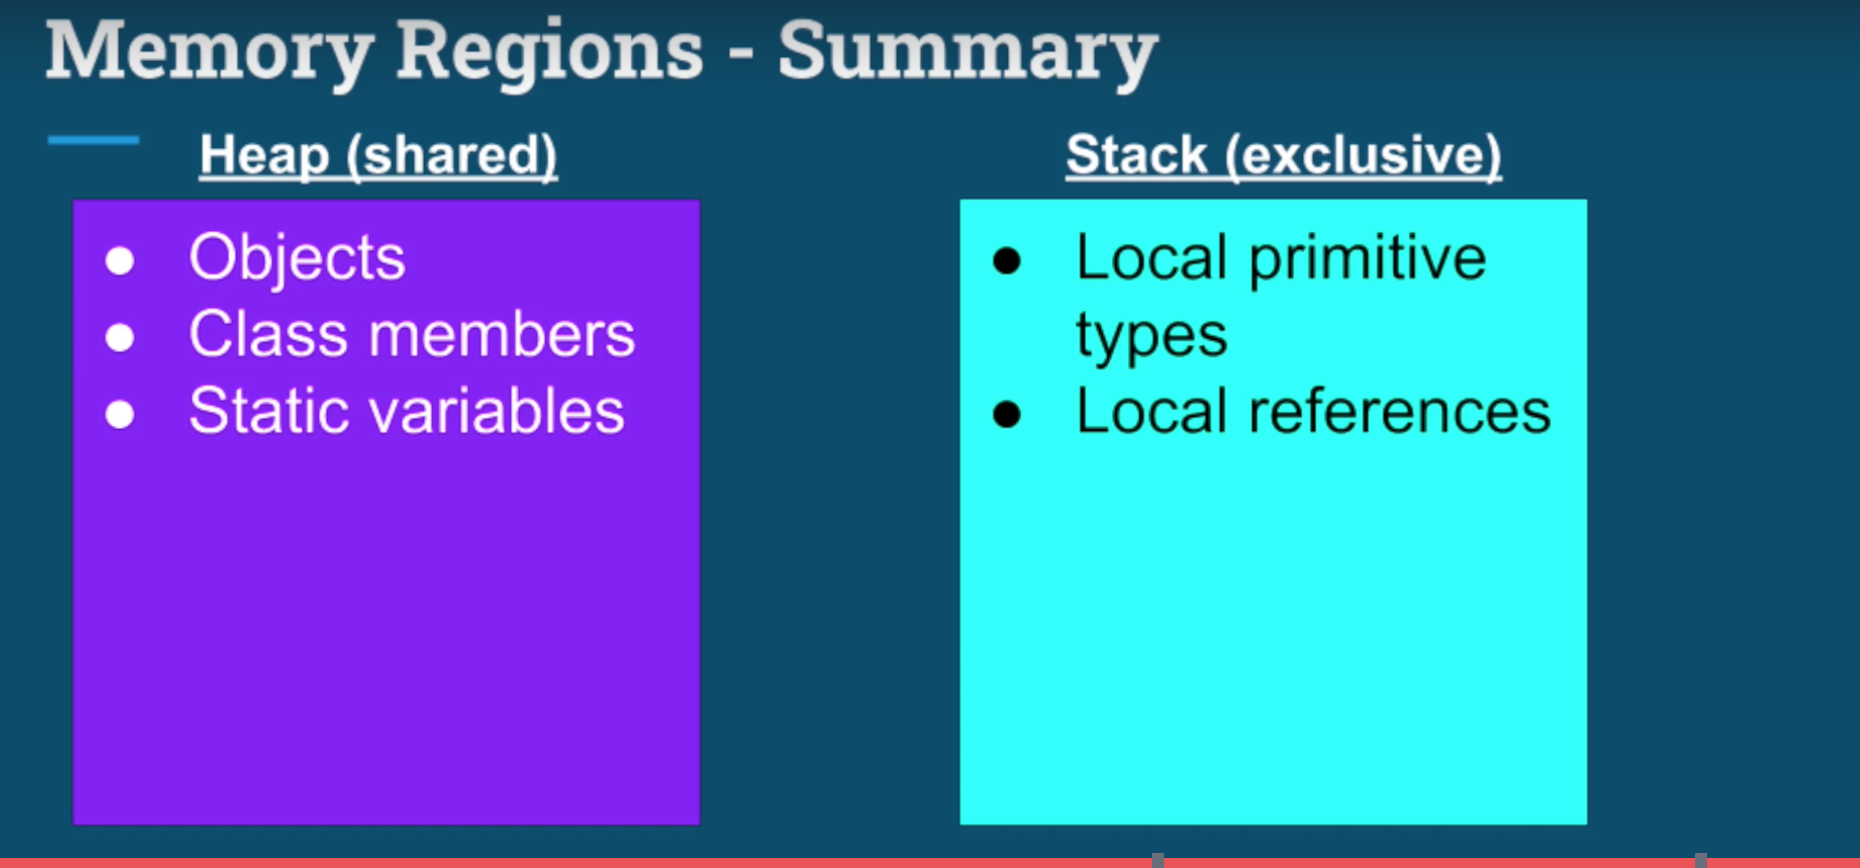 Memory Regions - Summary
Heap (shared)
● Objects
● Class members
● Static variables
Stack (exclusive)
● Local primitive
types
● Local references